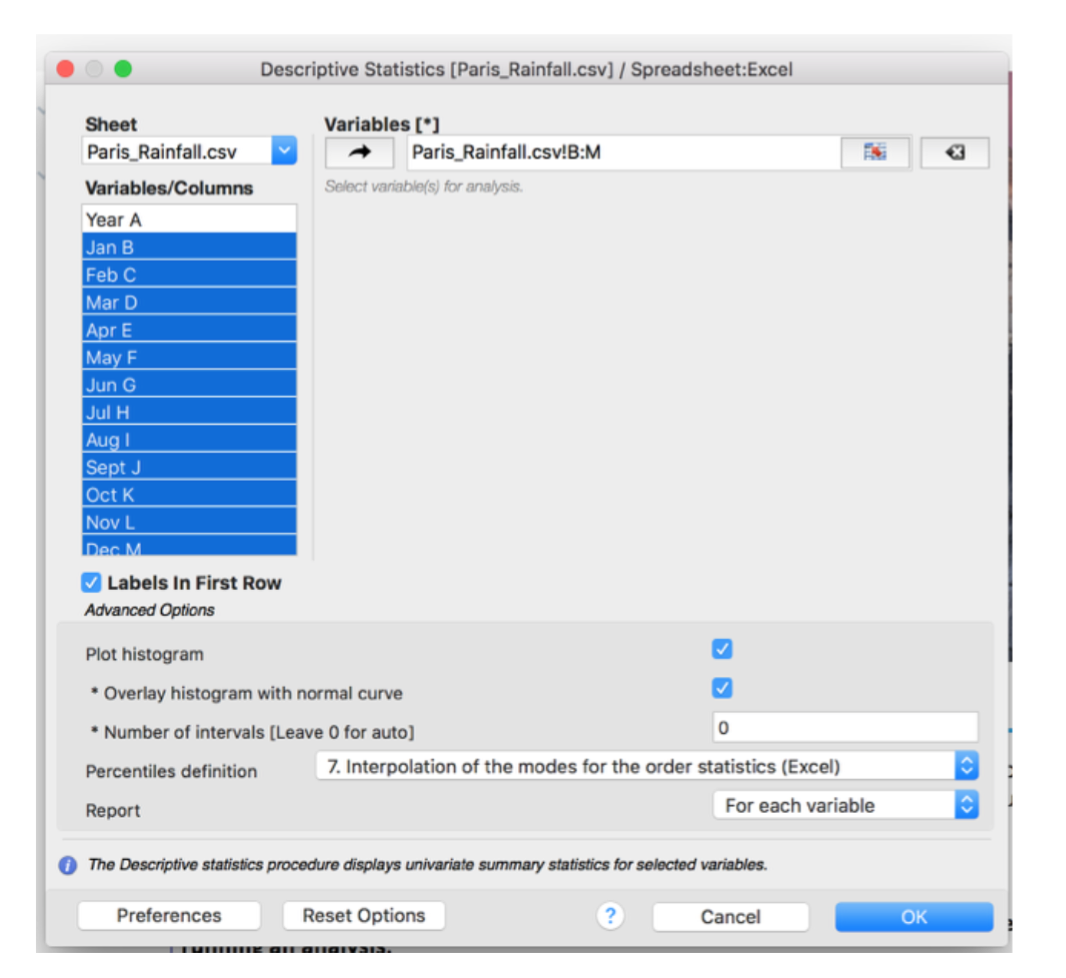 Descriptive Statistics [Paris_Rainfall.csv] / Spreadsheet:Excel
Sheet
Variables [*]
Paris_Rainfall.csv
Paris_Rainfall.csv!B:M
Variables/Columns
Select variable(s) for analysis.
Year A
Jan B
Feb C
Mar D
Apr E
May F
Jun G
Jul H
Aug I
Sept J
Oct K
Nov L
Dec M
Labels In First Row
Advanced Options
Plot histogram
* Overlay histogram with normal curve
* Number of intervals [Leave 0 for auto]
0
Percentiles definition
7. Interpolation of the modes for the order statistics (Excel)
Report
For each variable
The Descriptive statistics procedure displays univariate summary statistics for selected variables.
Preferences
Reset Options
?
Cancel
OK
running an analysis.